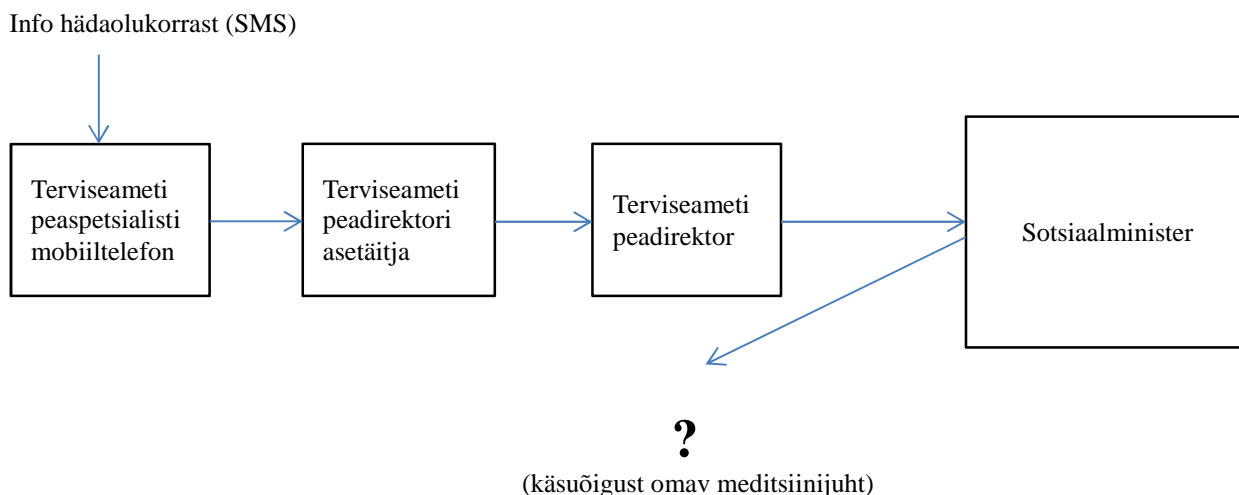 Info hädaolukorrast (SMS)
Terviseameti
peaspetsialisti
mobiiltelefon
Terviseameti
peadirektori
asetäitja
Terviseameti
peadirektor
Sotsiaalminister
?
(käsuõigust omav meditsiinijuht)